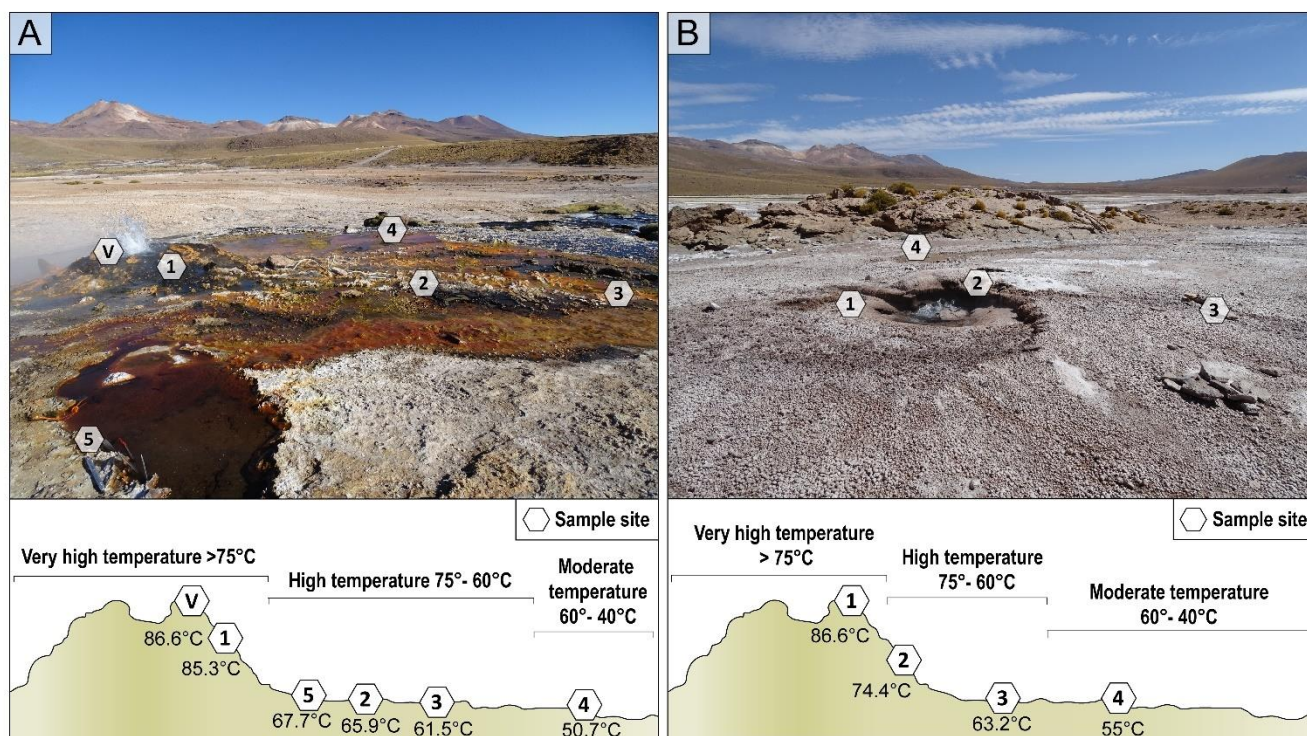 A
V
1
4
2
3
5
Sample site
Very high temperature >75°C
High temperature 75°- 60°C
Moderate
temperature
60°- 40°C
V
86.6°C
1
85.3°C
5
67.7°C
2
65.9°C
3
61.5°C
4
50.7°C
B
4
1
2
3
Sample site
Very high temperature
> 75°C
High temperature
75°- 60°C
Moderate temperature
60°- 40°C
1
86.6°C
2
74.4°C
3
63.2°C
4
55°C